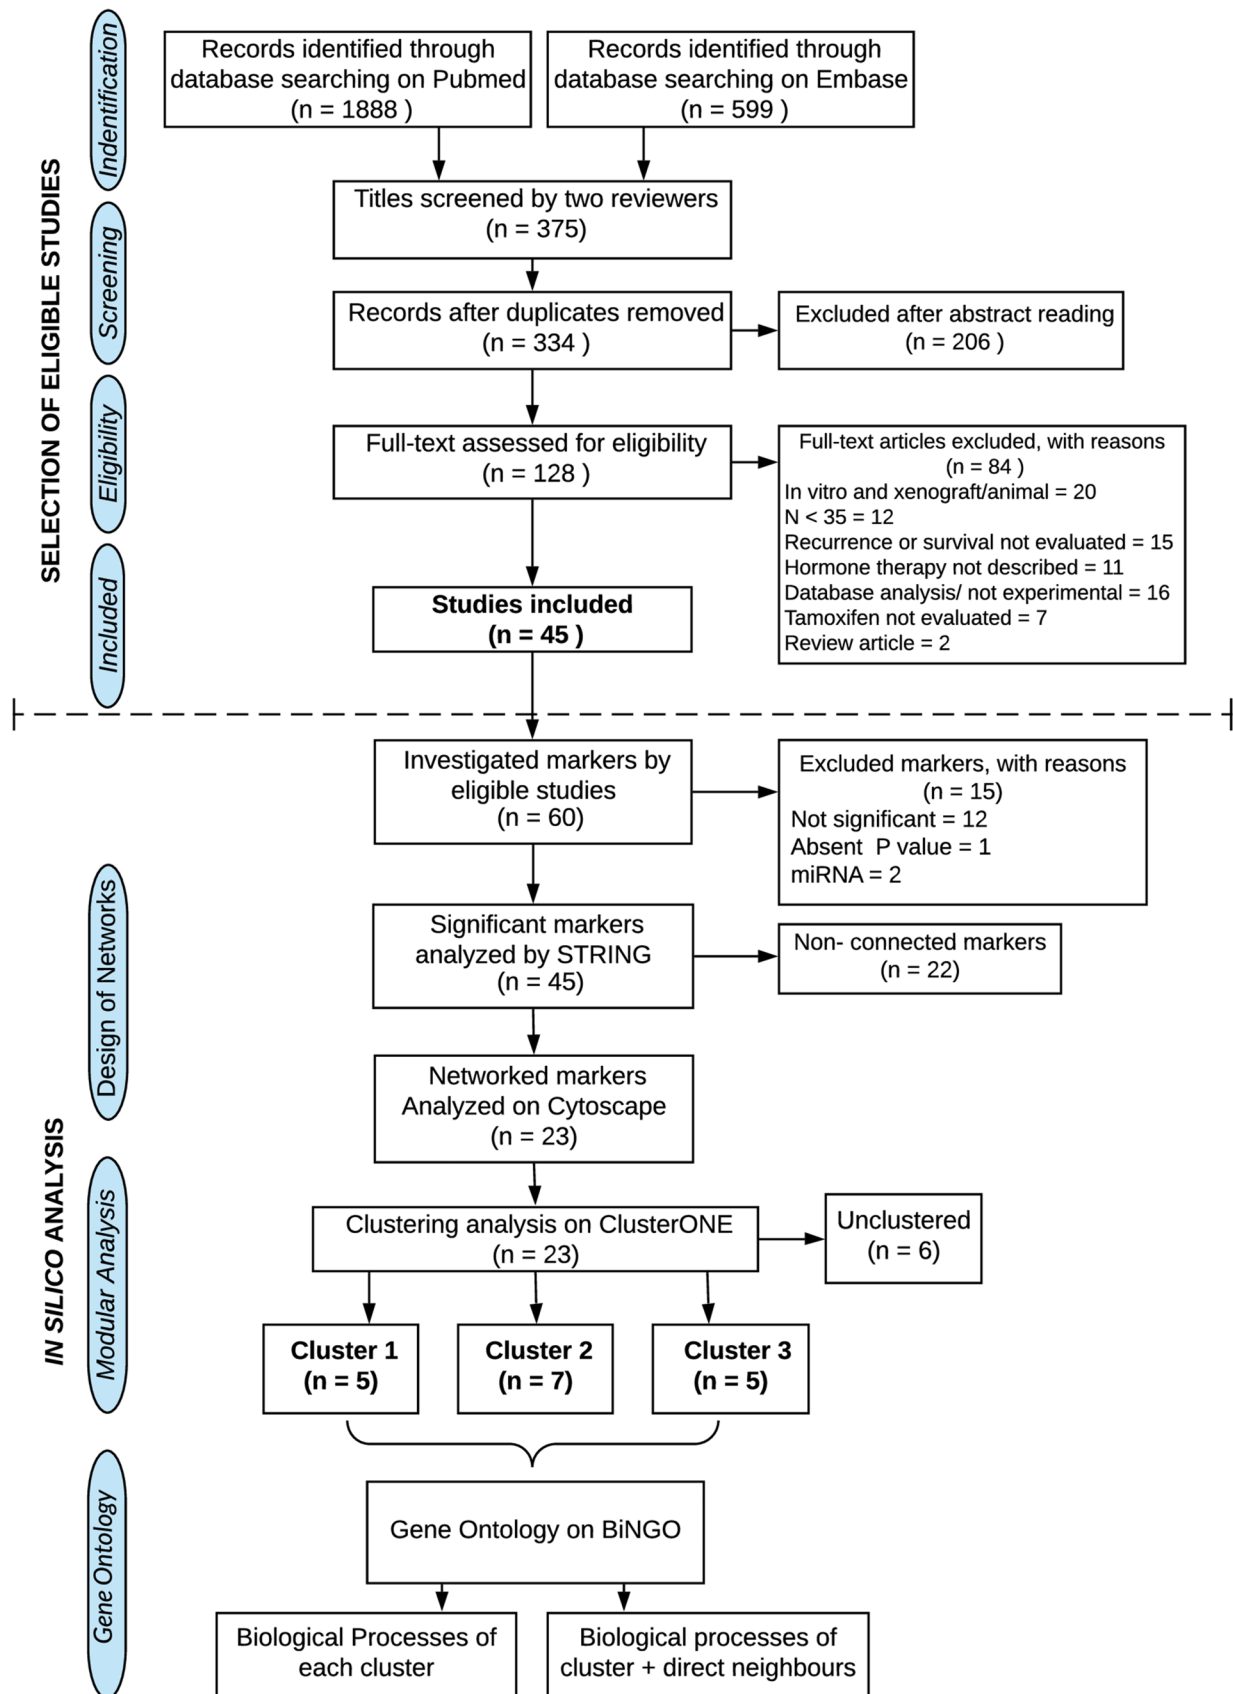 Indentification
Records identified through
database searching on Pubmed
(n = 1888 )
Records identified through
database searching on Embase
(n = 599 )
SELECTION OF ELIGIBLE STUDIES
Screening
Titles screened by two reviewers
(n = 375)
Records after duplicates removed
(n = 334 )
Excluded after abstract reading
(n = 206 )
Eligibility
Full-text assessed for eligibility
(n = 128 )
Full-text articles excluded, with reasons
(n = 84 )
In vitro and xenograft/animal = 20
N < 35 = 12
Recurrence or survival not evaluated = 15
Hormone therapy not described = 11
Database analysis/ not experimental = 16
Tamoxifen not evaluated = 7
Review article = 2
Included
Studies included
(n = 45 )
Investigated markers by
eligible studies
(n = 60)
Excluded markers, with reasons
(n = 15)
Not significant = 12
Absent P value = 1
miRNA = 2
IN SILICO ANALYSIS
Design of Networks
Significant markers
analyzed by STRING
(n = 45)
Non- connected markers
(n = 22)
Networked markers
Analyzed on Cytoscape
(n = 23)
Modular Analysis
Clustering analysis on ClusterONE
(n = 23)
Unclustered
(n = 6)
Cluster 1
(n = 5)
Cluster 2
(n = 7)
Cluster 3
(n = 5)
Gene Ontology
Gene Ontology on BiNGO
Biological Processes of
each cluster
Biological processes of
cluster + direct neighbours